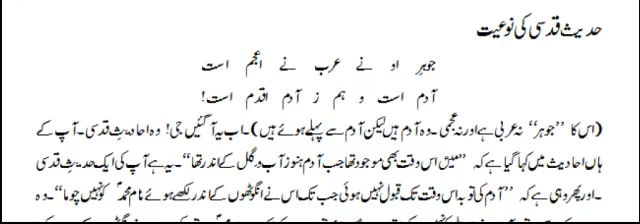 حدیث قدسی کی نوعیت
جوہرِ او نے عرب نے اعجم است
آدم است و ہم ز آدم اقدم است!
(اس کا ”جوہر“ نہ عربی ہے اور نہ عجمی۔ وہ آدم ہیں لیکن آدم سے پہلے ہوئے ہیں)۔ اب یہ آ گئیں جی! وہ احادیثِ قدسی۔ آپ کے
ہاں احادیث میں کہا گیا ہے کہ ”میں اس وقت بھی موجود تھا جب آدم ہنوز آب و گل کے اندر تھا“۔ یہ ہے آپ کی ایک حدیث قدسی
۔ اور پھر وہی ہے کہ ”آدم کی توبہ اس وقت تک قبول نہیں ہوئی جب تک اس نے انگوٹھوں کے اندر لکھے ہوئے نام محمدؐ کو نہیں چوما“۔ وہ